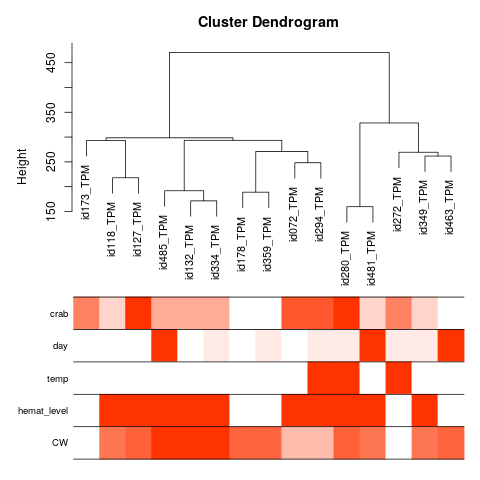 Cluster Dendrogram
Height
450
350
250
150
id173_TPM
id118_TPM
id127_TPM
id485_TPM
id132_TPM
id334_TPM
id178_TPM
id359_TPM
id072_TPM
id294_TPM
id280_TPM
id481_TPM
id272_TPM
id349_TPM
id463_TPM
crab
day
temp
hemat_level
CW